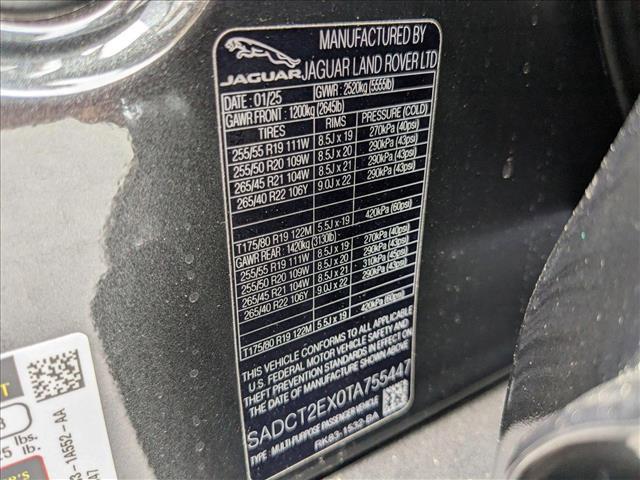 JAGUAR
MANUFACTURED BY
JAGUAR LAND ROVER LTD
DATE : 01/25 GVWR : 2520kg (5555lb)
GAWR FRONT : 1200kg (2645lb)
TIRES RIMS PRESSURE (COLD)
255/55 R19 111W 8.5J x 19 270kPa (40psi)
255/50 R20 109W 8.5J x 20 290kPa (43psi)
265/45 R21 104W 8.5J x 21 290kPa (43psi)
265/40 R22 106Y 9.0J x 22 290kPa (43psi)
T175/80 R19 122M 5.5J x 19 420kPa (60psi)
GAWR REAR : 1420kg (3130lb)
255/55 R19 111W 8.5J x 19 270kPa (40psi)
255/50 R20 109W 8.5J x 20 290kPa (43psi)
265/45 R21 104W 8.5J x 21 310kPa (45psi)
265/40 R22 106Y 9.0J x 22 290kPa (43psi)
T175/80 R19 122M 5.5J x 19 420kPa (60psi)
THIS VEHICLE CONFORMS TO ALL APPLICABLE
U.S. FEDERAL MOTOR VEHICLE SAFETY AND
THEFT PREVENTION STANDARDS IN EFFECT ON
THE DATE OF MANUFACTURE SHOWN ABOVE.
SADCT2EX0TA755447
TYPE : MULTI-PURPOSE PASSENGER VEHICLE
RK83-1532-BA
25 lbs.
83-1A552-AA